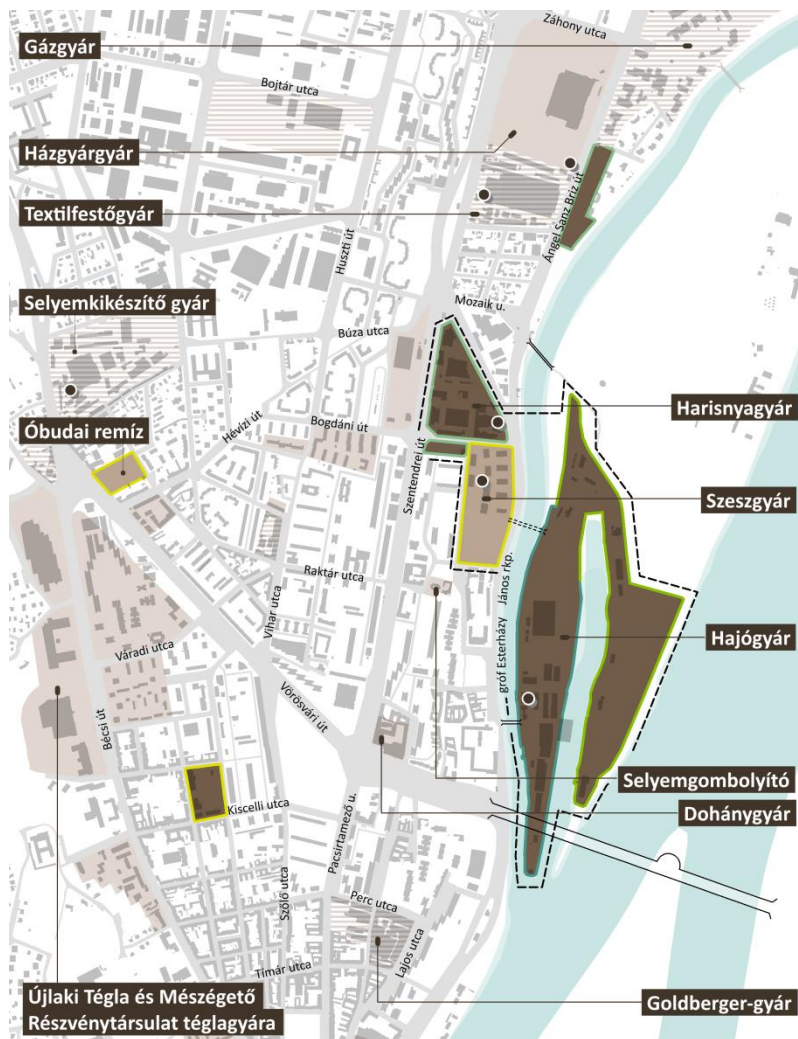 Záhony utca
Gázgyár
Bojtár utca
Házgyárgyár
Textilfestőgyár
Ángel Sanz Briz út
Huszti út
Mozaik u.
Selyemkikészítő gyár
Búza utca
Harisnyagyár
Óbudai remíz
Hévízi út
Bogdáni út
Szentendrei út
Szeszgyár
Raktár utca
Vihar utca
gróf Esterházy János rkp.
Hajógyár
Váradi utca
Vörösvári út
Bécsi út
Selyemgombolyító
Kiscelli utca
Dohánygyár
Pacsirtamező u.
Szőlő utca
Perc utca
Lajos utca
Tímár utca
Újlaki Tégla és Mészégető
Részvénytársulat téglagyára
Goldberger-gyár